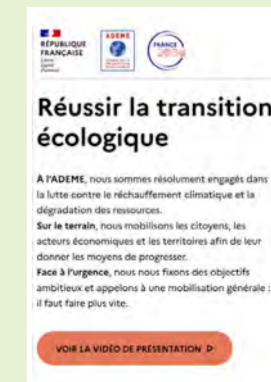 RÉPUBLIQUE
FRANÇAISE
Liberté
Égalité
Fraternité
ADEME
FRANCE
Réussir la transition
écologique
À l'ADEME, nous sommes résolument engagés dans
la lutte contre le réchauffement climatique et la
dégradation des ressources.
Sur le terrain, nous mobilisons les citoyens, les
acteurs économiques et les territoires afin de leur
donner les moyens de progresser.
Face à l'urgence, nous nous fixons des objectifs
ambitieux et appelons à une mobilisation générale :
il faut faire plus vite.
VOIR LA VIDÉO DE PRÉSENTATION